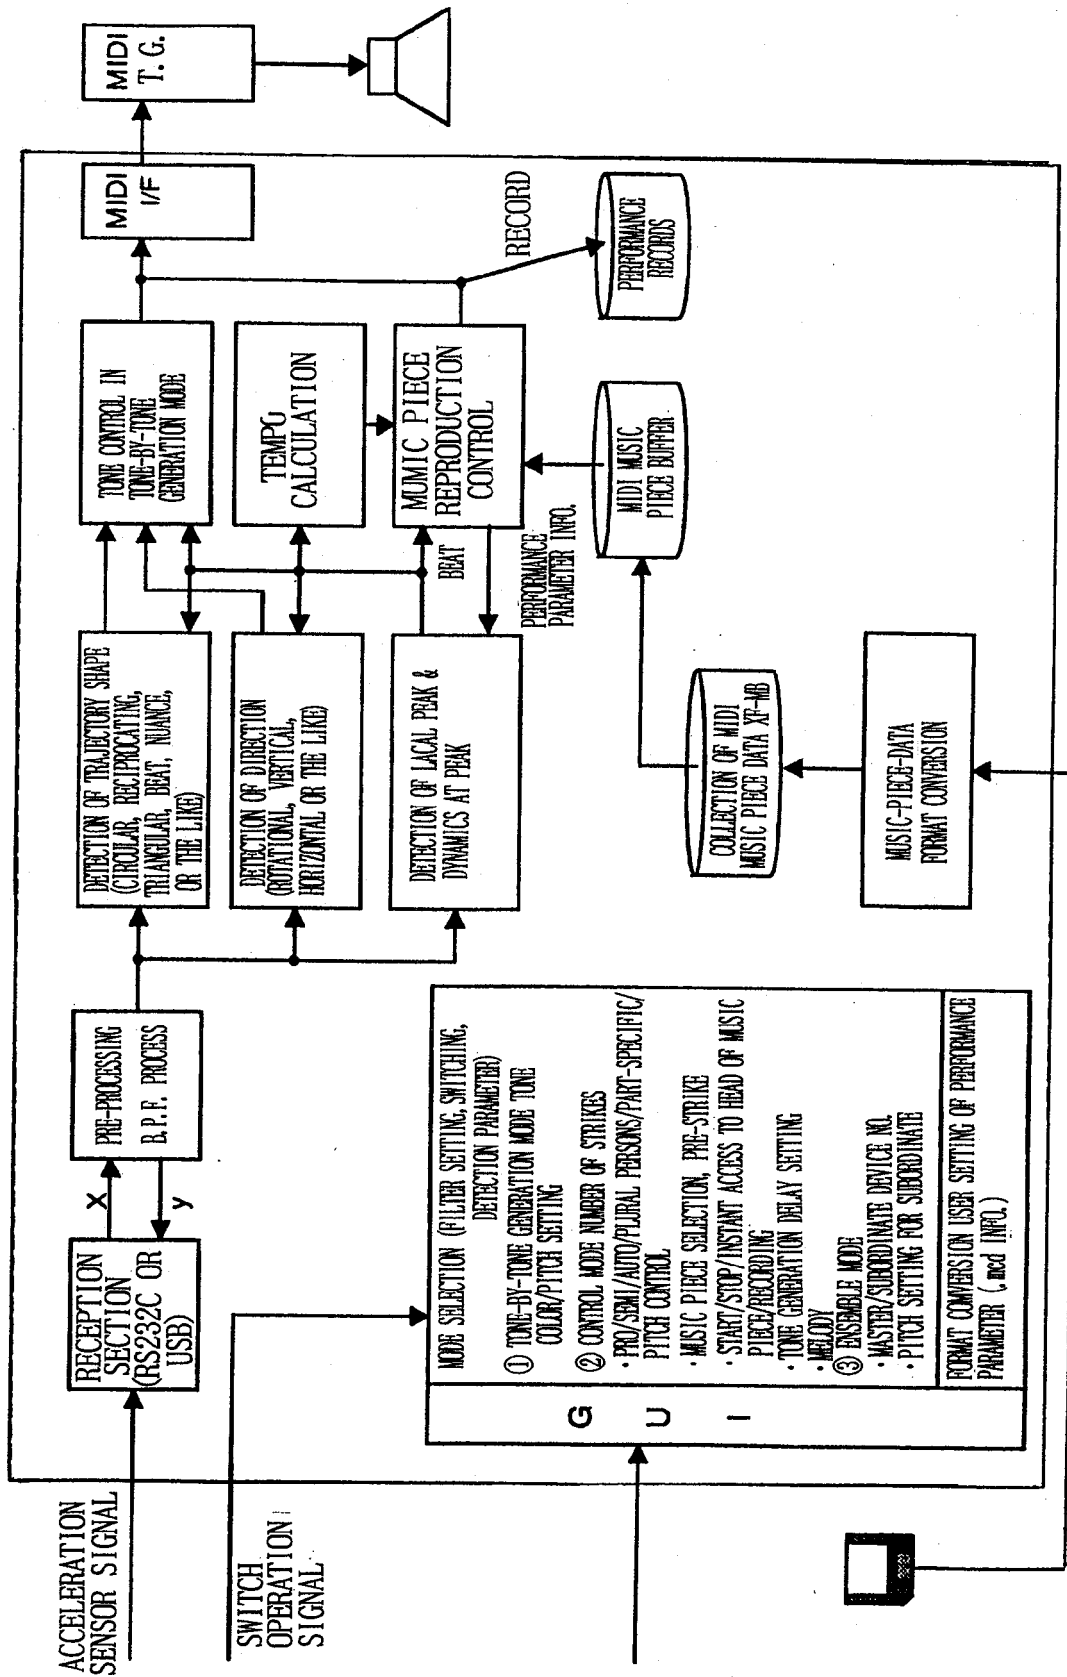 ACCELERATION
SENSOR SIGNAL
SWITCH
OPERATION
SIGNAL
RECEPTION
SECTION
(RS232C OR
USB)
X
y
PRE-PROCESSING
B.P.F. PROCESS
DETECTION OF TRAJECTORY SHAPE
(CIRCULAR, RECIPROCATING,
TRIANGULAR, BEAT, NUANCE,
OR THE LIKE)
DETECTION OF DIRECTION
(ROTATIONAL, VERTICAL,
HORIZONTAL OR THE LIKE)
DETECTION OF LACAL PEAK &
DYNAMICS AT PEAK
TONE CONTROL IN
TONE-BY-TONE
GENERATION MODE
TEMPO
CALCULATION
MUMIC PIECE
REPRODUCTION
CONTROL
BEAT
PERFORMANCE
PARAMETER INFO.
MIDI
I/F
MIDI
T. G.
RECORD
PERFORMANCE
RECORDS
MIDI MUSIC
PIECE BUFFER
COLLECTION OF MIDI
MUSIC PIECE DATA XF-MB
MUSIC-PIECE-DATA
FORMAT CONVERSION
G U I
MODE SELECTION (FILTER SETTING, SWITCHING,
DETECTION PARAMETER)
① TONE-BY-TONE GENERATION MODE TONE
COLOR/PITCH SETTING
② CONTROL MODE NUMBER OF STRIKES
· PRO/SEMI/AUTO/PLURAL PERSONS/PART-SPECIFIC/
PITCH CONTROL
· MUSIC PIECE SELECTION, PRE-STRIKE
· START/STOP/INSTANT ACCESS TO HEAD OF MUSIC
PIECE/RECORDING
· TONE GENERATION DELAY SETTING
· MELODY
③ ENSEMBLE MODE
· MASTER/SUBORDINATE DEVICE NO.
· PITCH SETTING FOR SUBORDINATE
FORMAT COMVERSION USER SETTING OF PERFORMANCE
PARAMETER (.med INFO.)